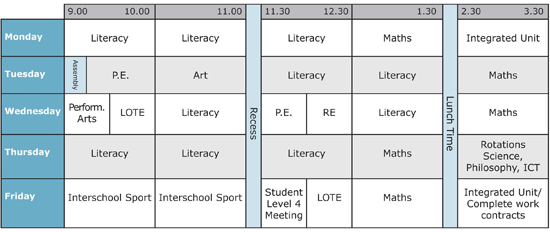 9.00 10.00 11.00 11.30 12.30 1.30 2.30 3.30
Monday Literacy Literacy Literacy Maths Integrated Unit
Tuesday Assembly P.E. Art Literacy Literacy Maths
Wednesday Perform. Arts LOTE Literacy P.E. RE Literacy Maths
Recess
Lunch Time
Thursday Literacy Literacy Literacy Maths Rotations
Science,
Philosophy, ICT
Friday Interschool Sport Interschool Sport Student
Level 4
Meeting LOTE Maths Integrated Unit/
Complete work
contracts